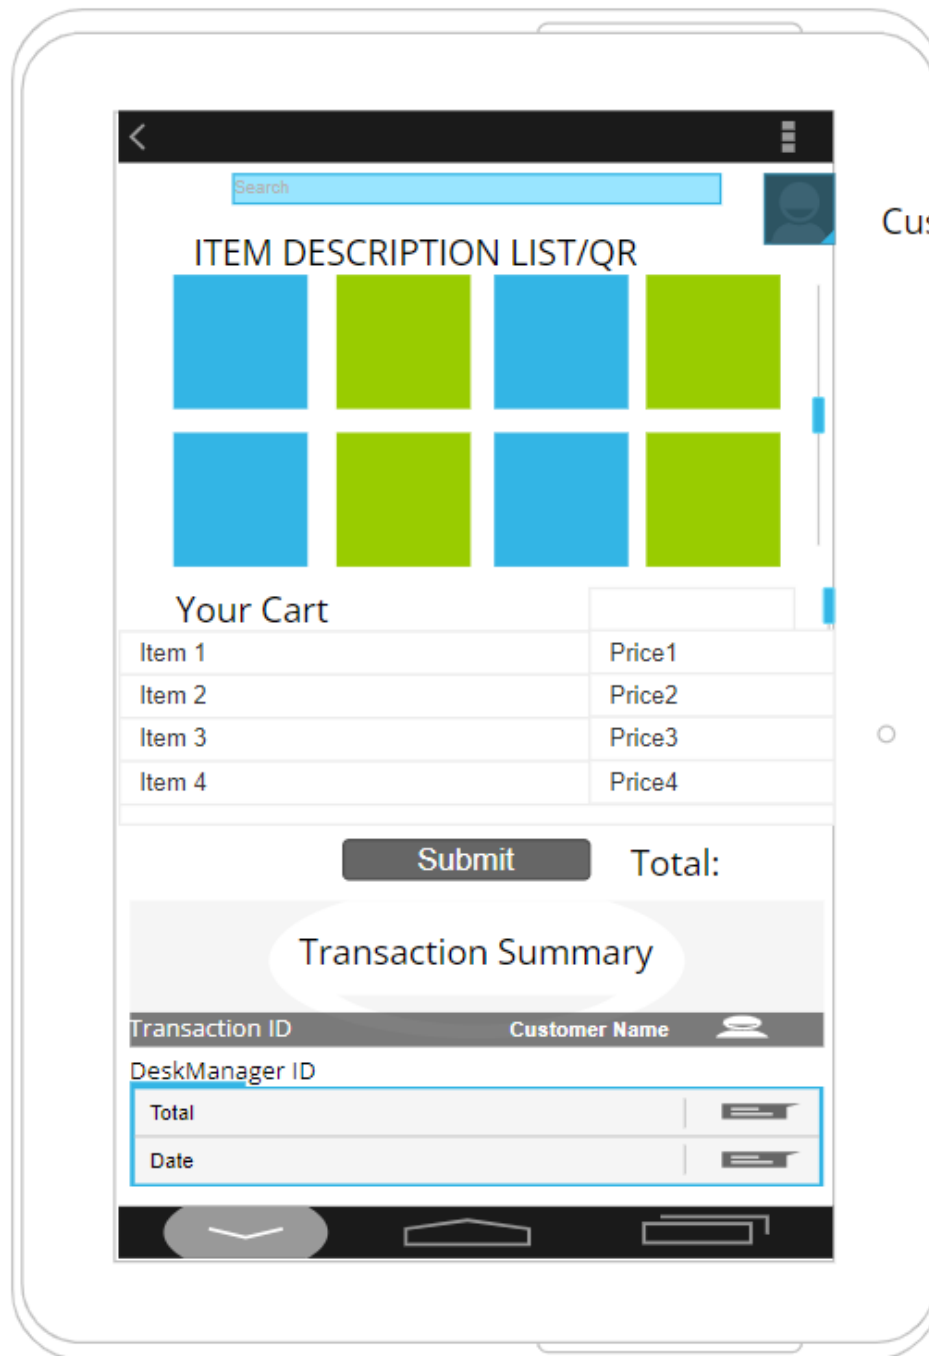 Search
Cus
ITEM DESCRIPTION LIST/QR
Your Cart
Item 1 Price1
Item 2 Price2
Item 3 Price3
Item 4 Price4
Submit Total:
Transaction Summary
Transaction ID Customer Name
DeskManager ID
Total
Date